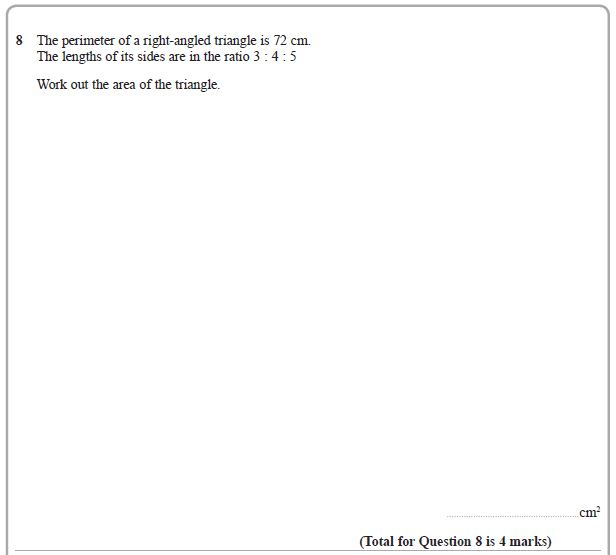 8 The perimeter of a right-angled triangle is 72 cm.
The lengths of its sides are in the ratio 3 : 4 : 5
Work out the area of the triangle.
..............................................cm²
(Total for Question 8 is 4 marks)